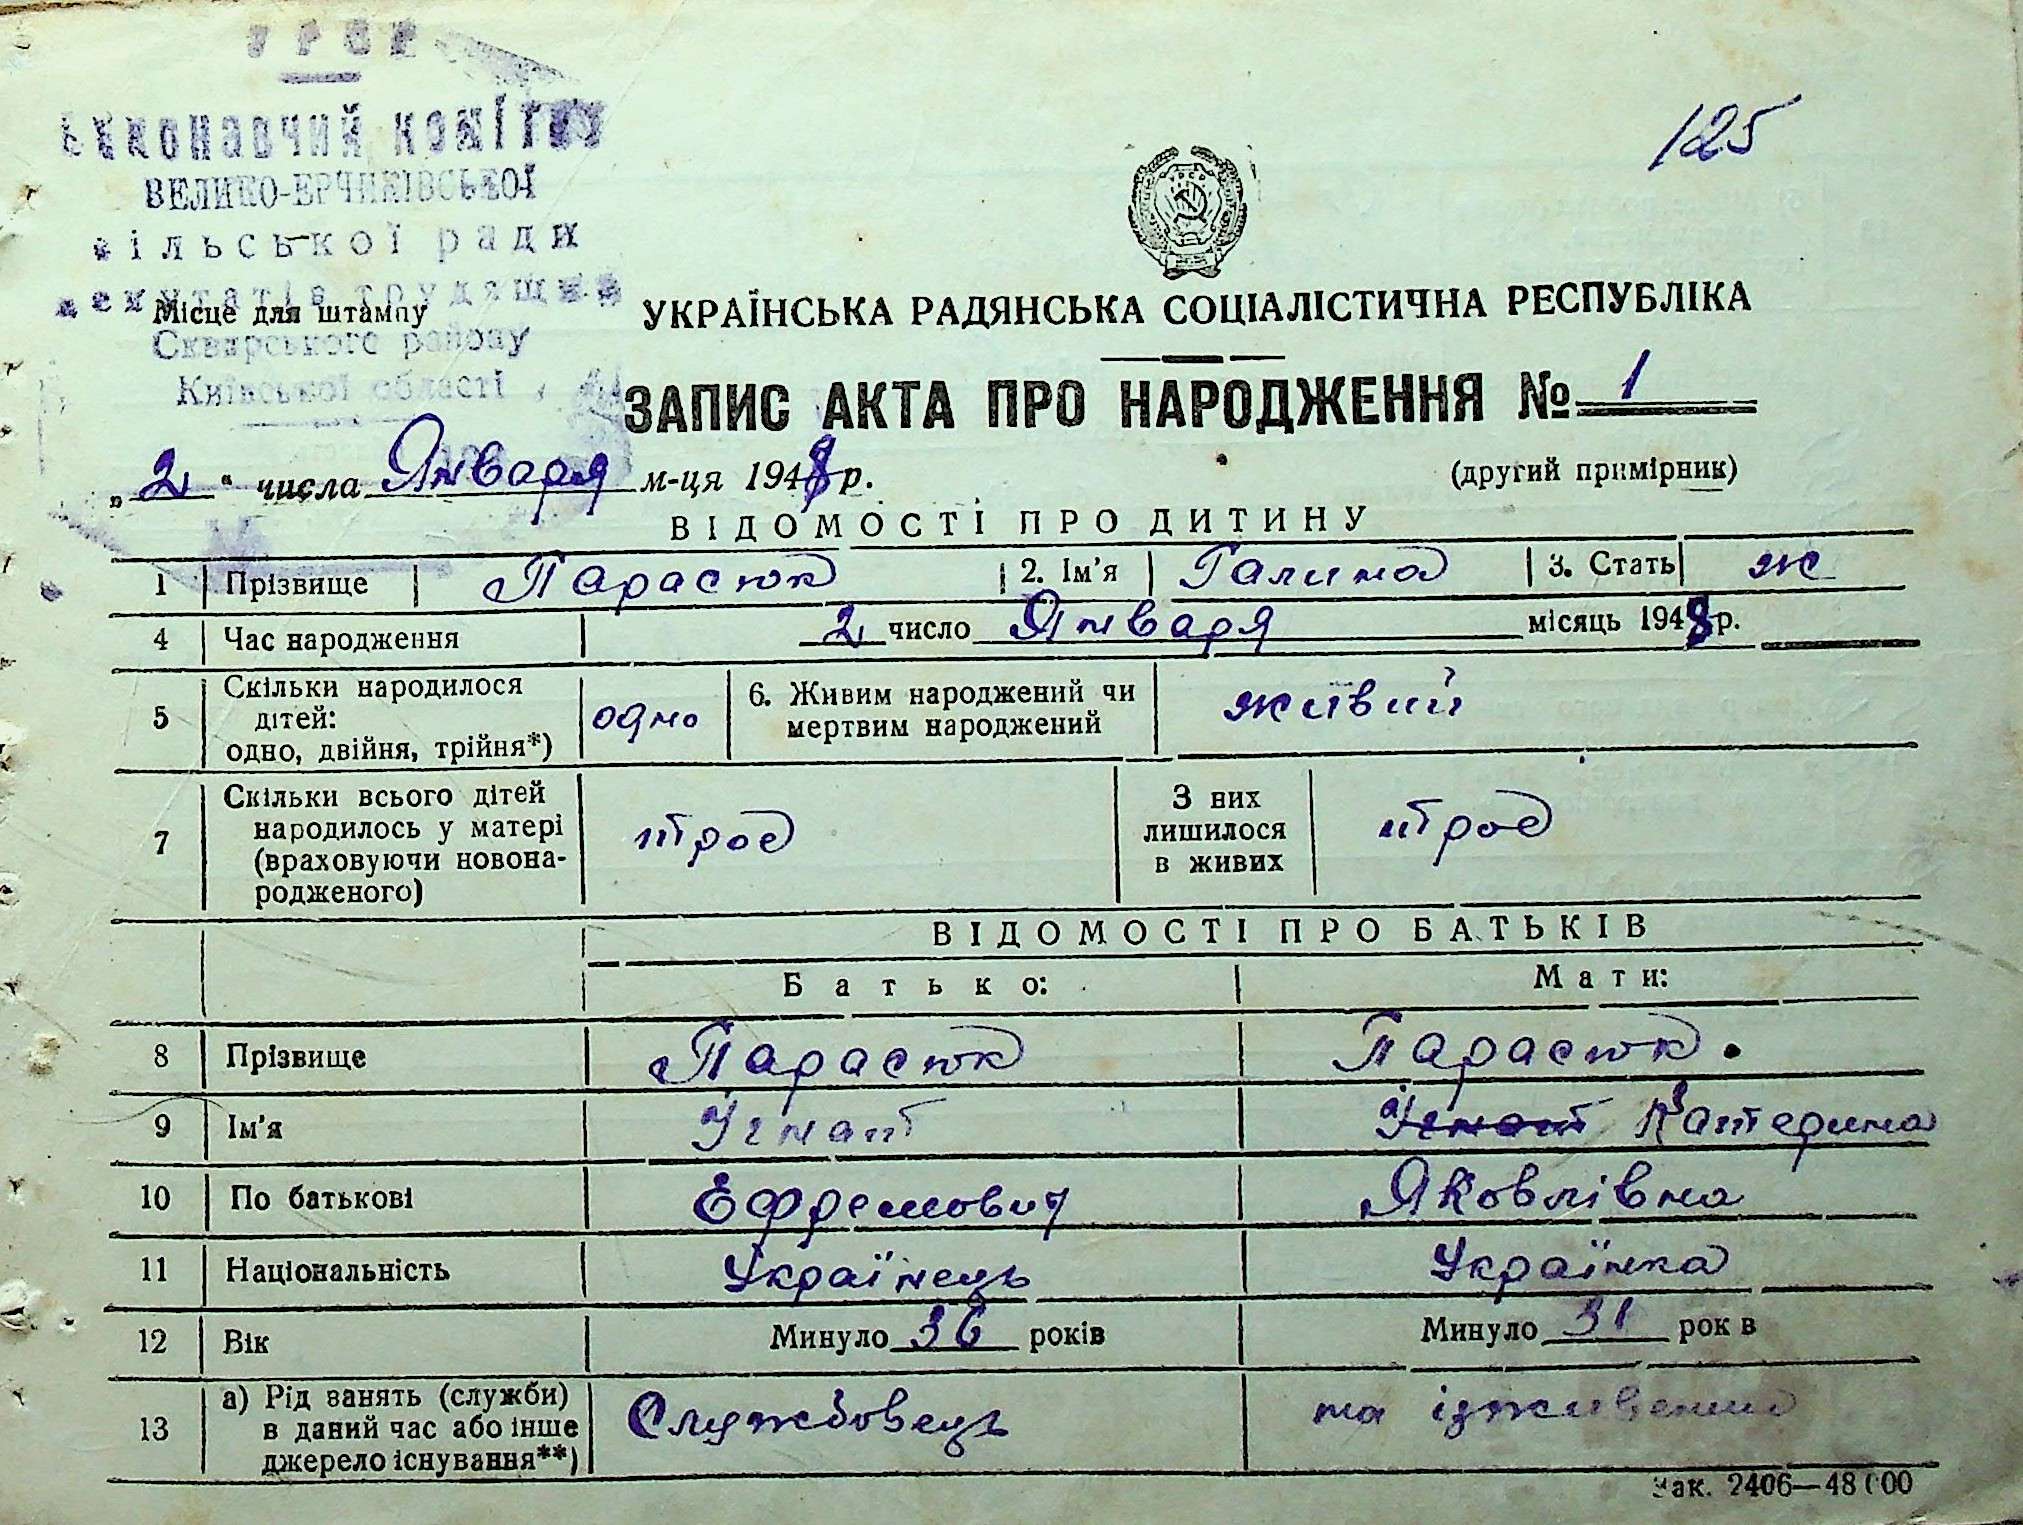 УРСР
Виконавчий комітет
ВЕЛИКО-ЕРЧИКІВСЬКОЇ
сільської ради
депутатів трудящих
Місце для штампу
Сквирського району
Київської області
125
УРСР
УКРАЇНСЬКА РАДЯНСЬКА СОЦІАЛІСТИЧНА РЕСПУБЛІКА
ЗАПИС АКТА ПРО НАРОДЖЕННЯ № 1
„ 2 “ числа Января м-ця 1948 р.
(другий примірник)
ВІДОМОСТІ ПРО ДИТИНУ
1 Прізвище Парасюк 2. Ім’я Галина 3. Стать ж
4 Час народження 2 число Января місяць 1948 р.
5 Скільки народилося дітей: одно, двійня, трійня*) одно 6. Живим народжений чи мертвим народжений живий
7 Скільки всього дітей народилось у матері (враховуючи новонародженого) троє З них лишилося в живих троє
ВІДОМОСТІ ПРО БАТЬКІВ
Батько: Мати:
8 Прізвище Парасюк Парасюк
9 Ім’я Ігнат Ігнат Катерина
10 По батькові Ефремович Яковлівна
11 Національність Українець Українка
12 Вік Минуло 36 років Минуло 31 рок в
13 а) Рід занять (служби) в даний час або інше джерело існування**) Службовець на іждивении
Зак. 2406—48000